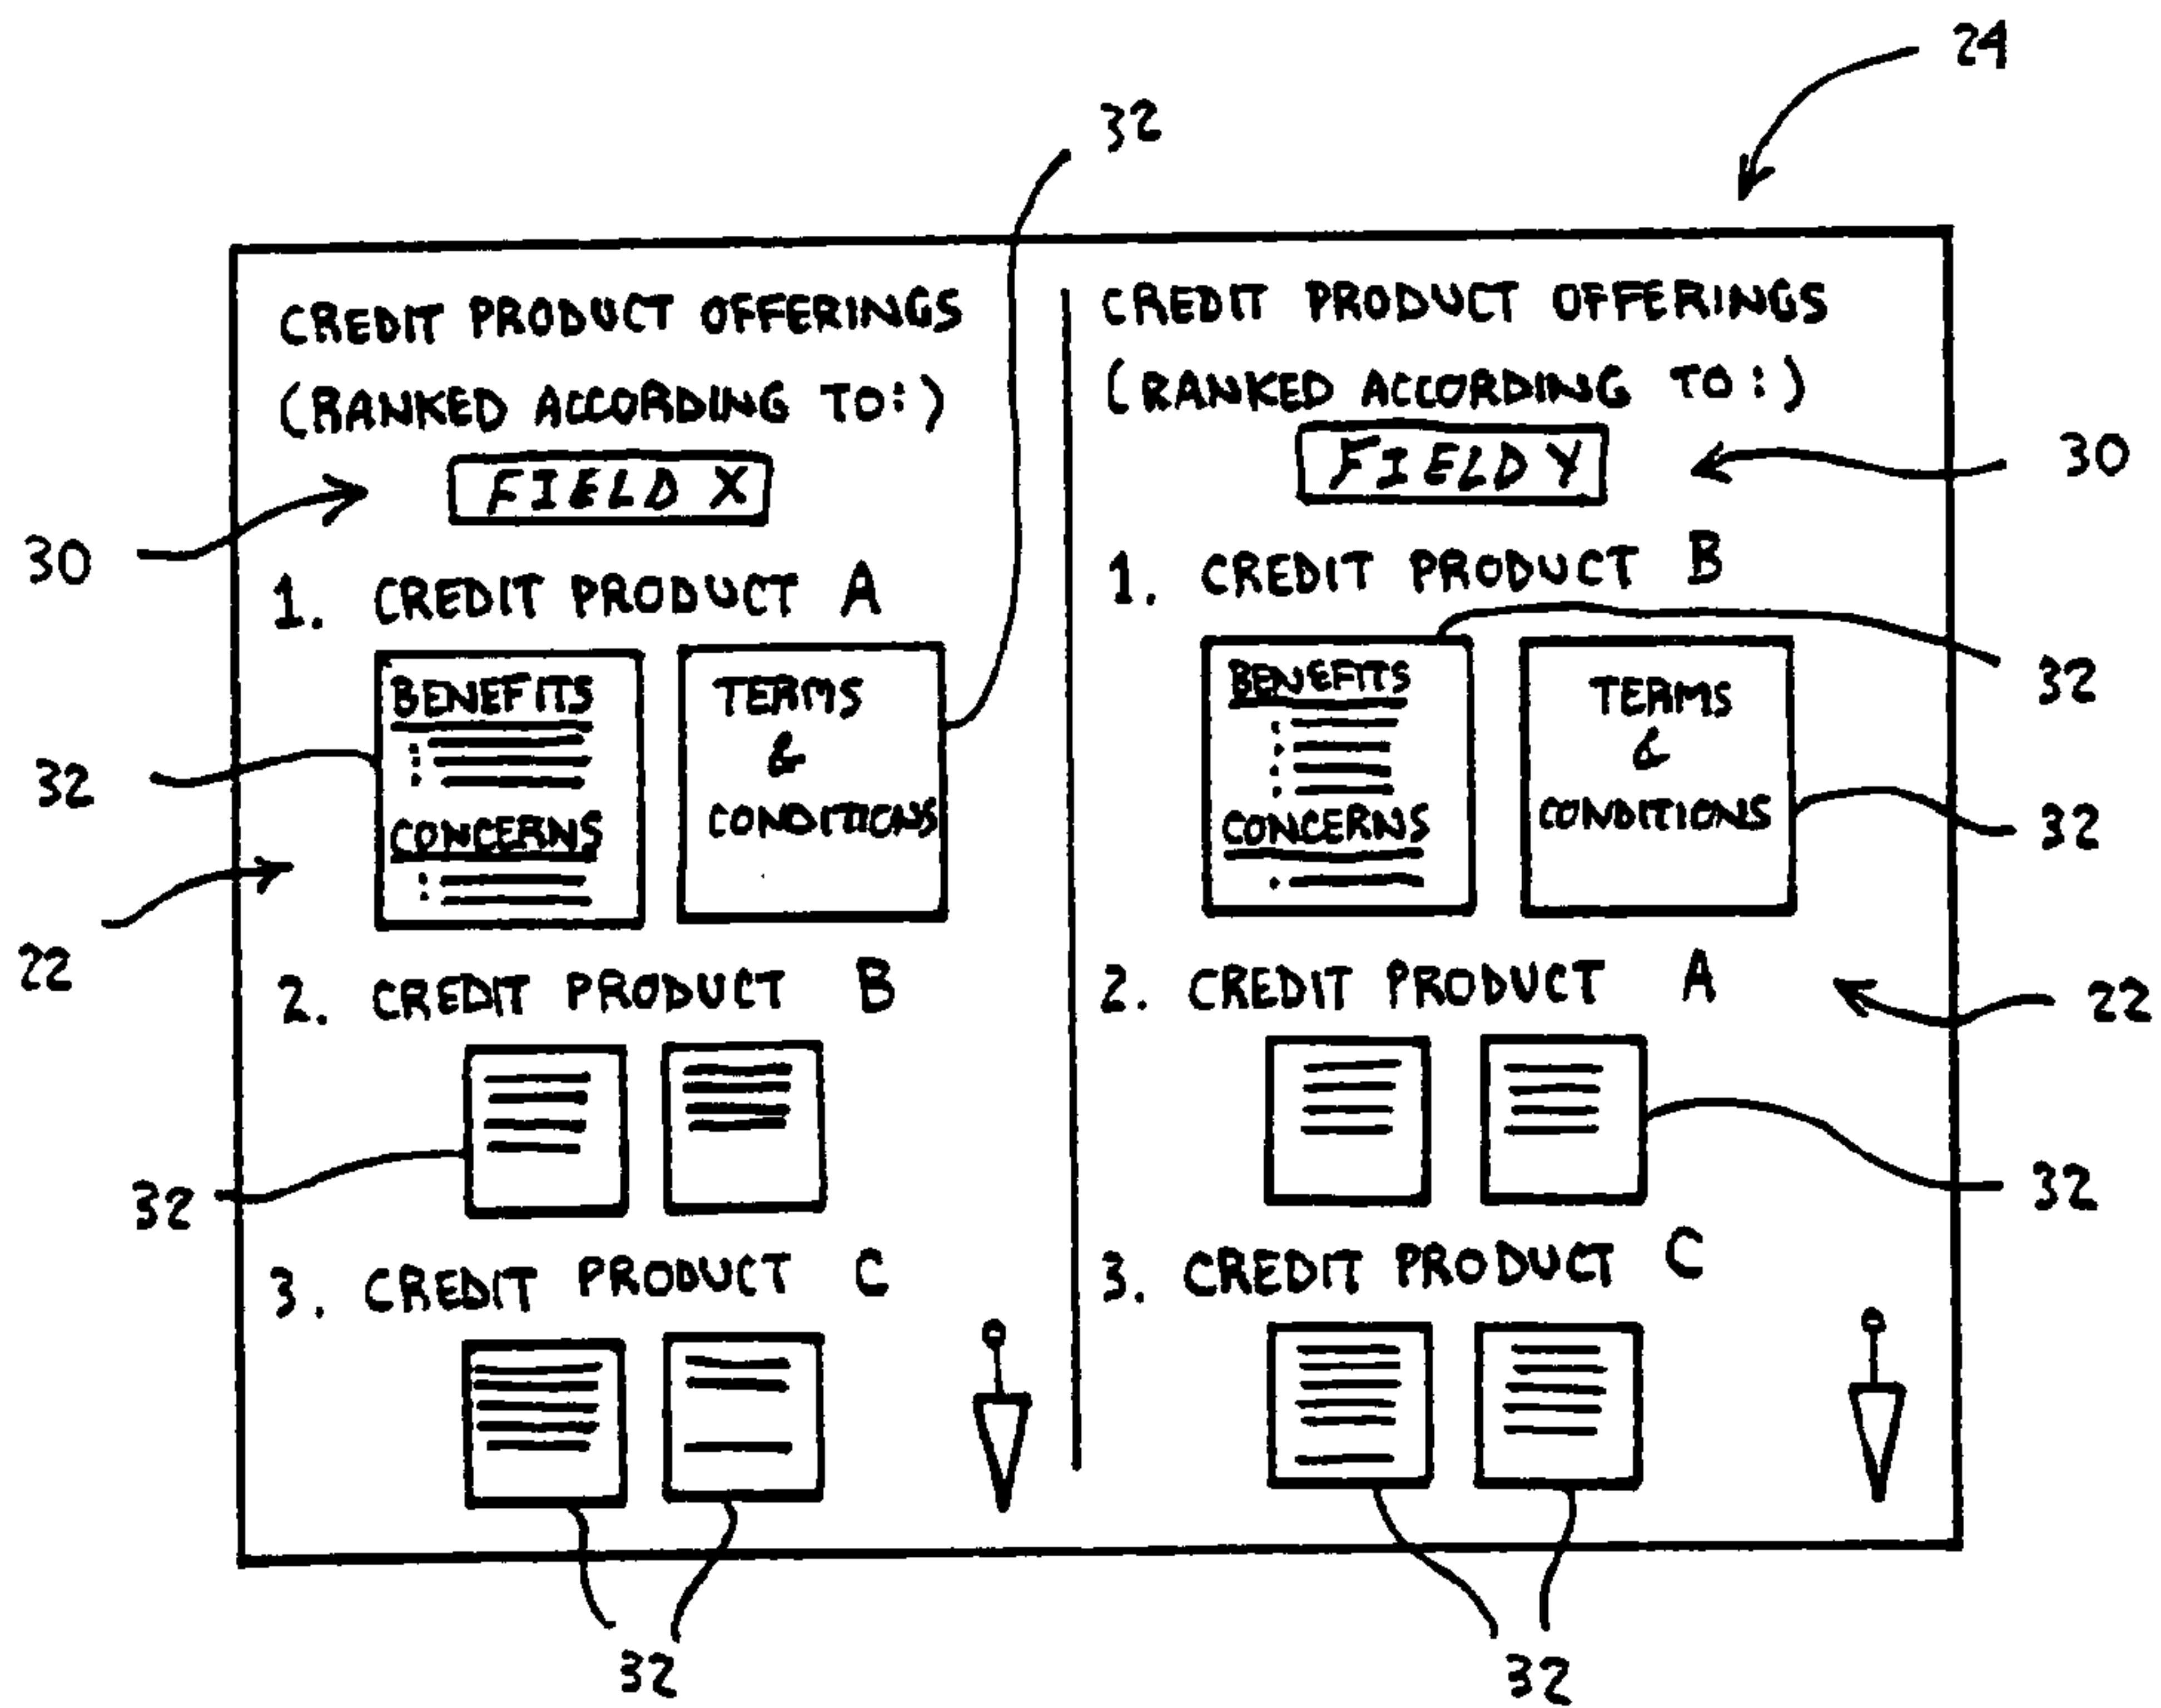 24
32
CREDIT PRODUCT OFFERINGS
(RANKED ACCORDING TO:)
FIELD X
30
1. CREDIT PRODUCT A
BENEFITS
CONCERNS
TERMS
&
CONDITIONS
32
22
2. CREDIT PRODUCT B
32
3. CREDIT PRODUCT C
32
CREDIT PRODUCT OFFERINGS
(RANKED ACCORDING TO:)
FIELD Y
30
1. CREDIT PRODUCT B
BENEFITS
CONCERNS
TERMS
&
CONDITIONS
32
32
2. CREDIT PRODUCT A
22
32
3. CREDIT PRODUCT C
32